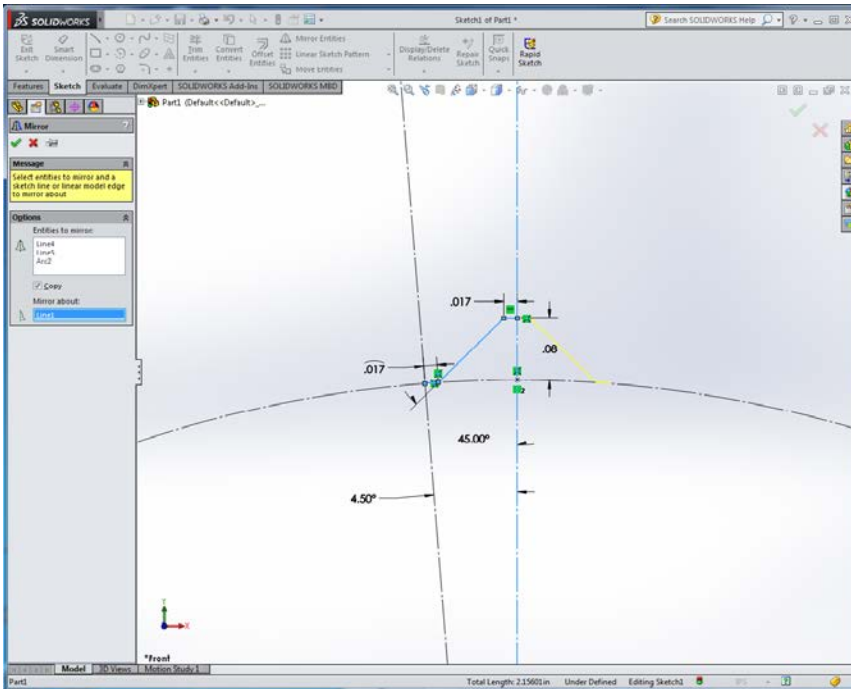 SOLIDWORKS
Sketch1 of Part1 *
Search SOLIDWORKS Help
Exit Sketch
Smart Dimension
Trim Entities
Convert Entities
Offset Entities
Mirror Entities
Linear Sketch Pattern
Move Entities
Display/Delete Relations
Repair Sketch
Quick Snaps
Rapid Sketch
Features
Sketch
Evaluate
DimXpert
SOLIDWORKS Add-Ins
SOLIDWORKS MBD
Part1 (Default<<Default>_...
Mirror
?
Message
Select entities to mirror and a
sketch line or linear model edge
to mirror about
Options
Entities to mirror:
Line4
Line5
Arc2
Copy
Mirror about:
Line1
.017
.08
.017
2
45.00°
4.50°
Y
X
*Front
Model
3D Views
Motion Study 1
Part1
Total Length: 2.15601in
Under Defined
Editing Sketch1
IPS